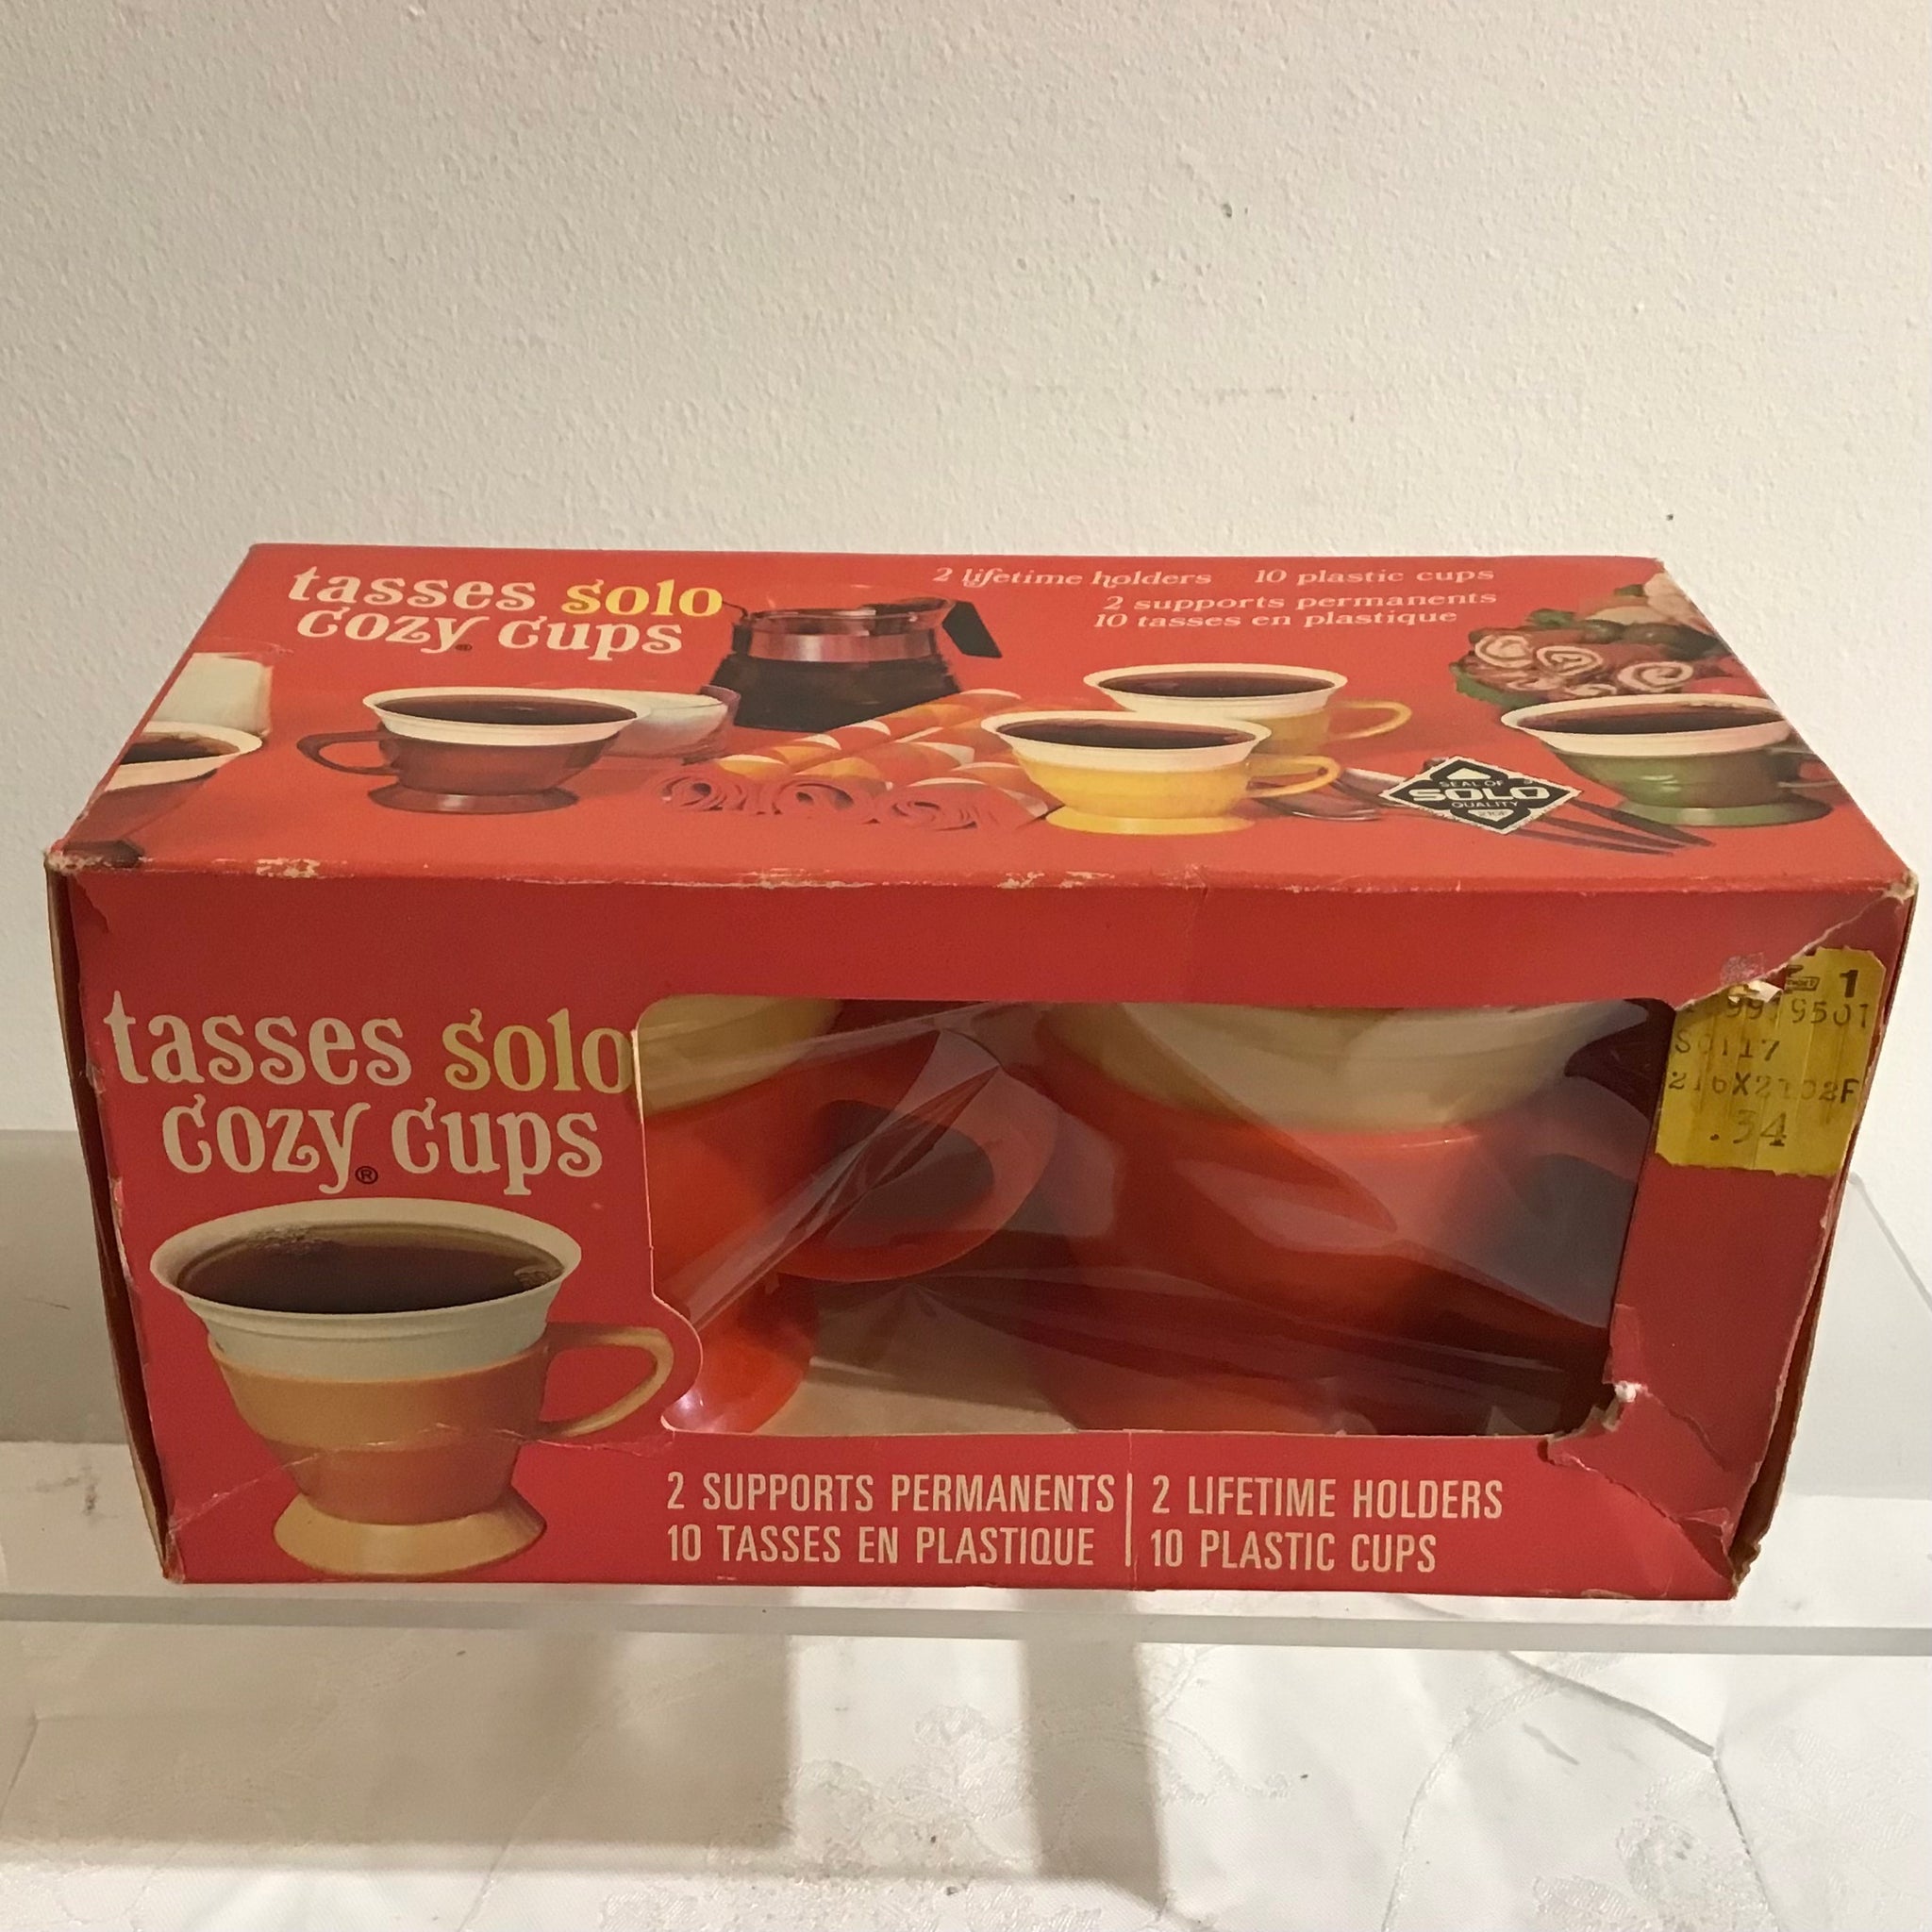 tasses solo
cozy cups
®
2 lifetime holders 10 plastic cups
2 supports permanents
10 tasses en plastique
SEAL OF
SOLO
QUALITY
tasses solo
cozy cups
®
1
9501
.34
2 SUPPORTS PERMANENTS
10 TASSES EN PLASTIQUE
2 LIFETIME HOLDERS
10 PLASTIC CUPS